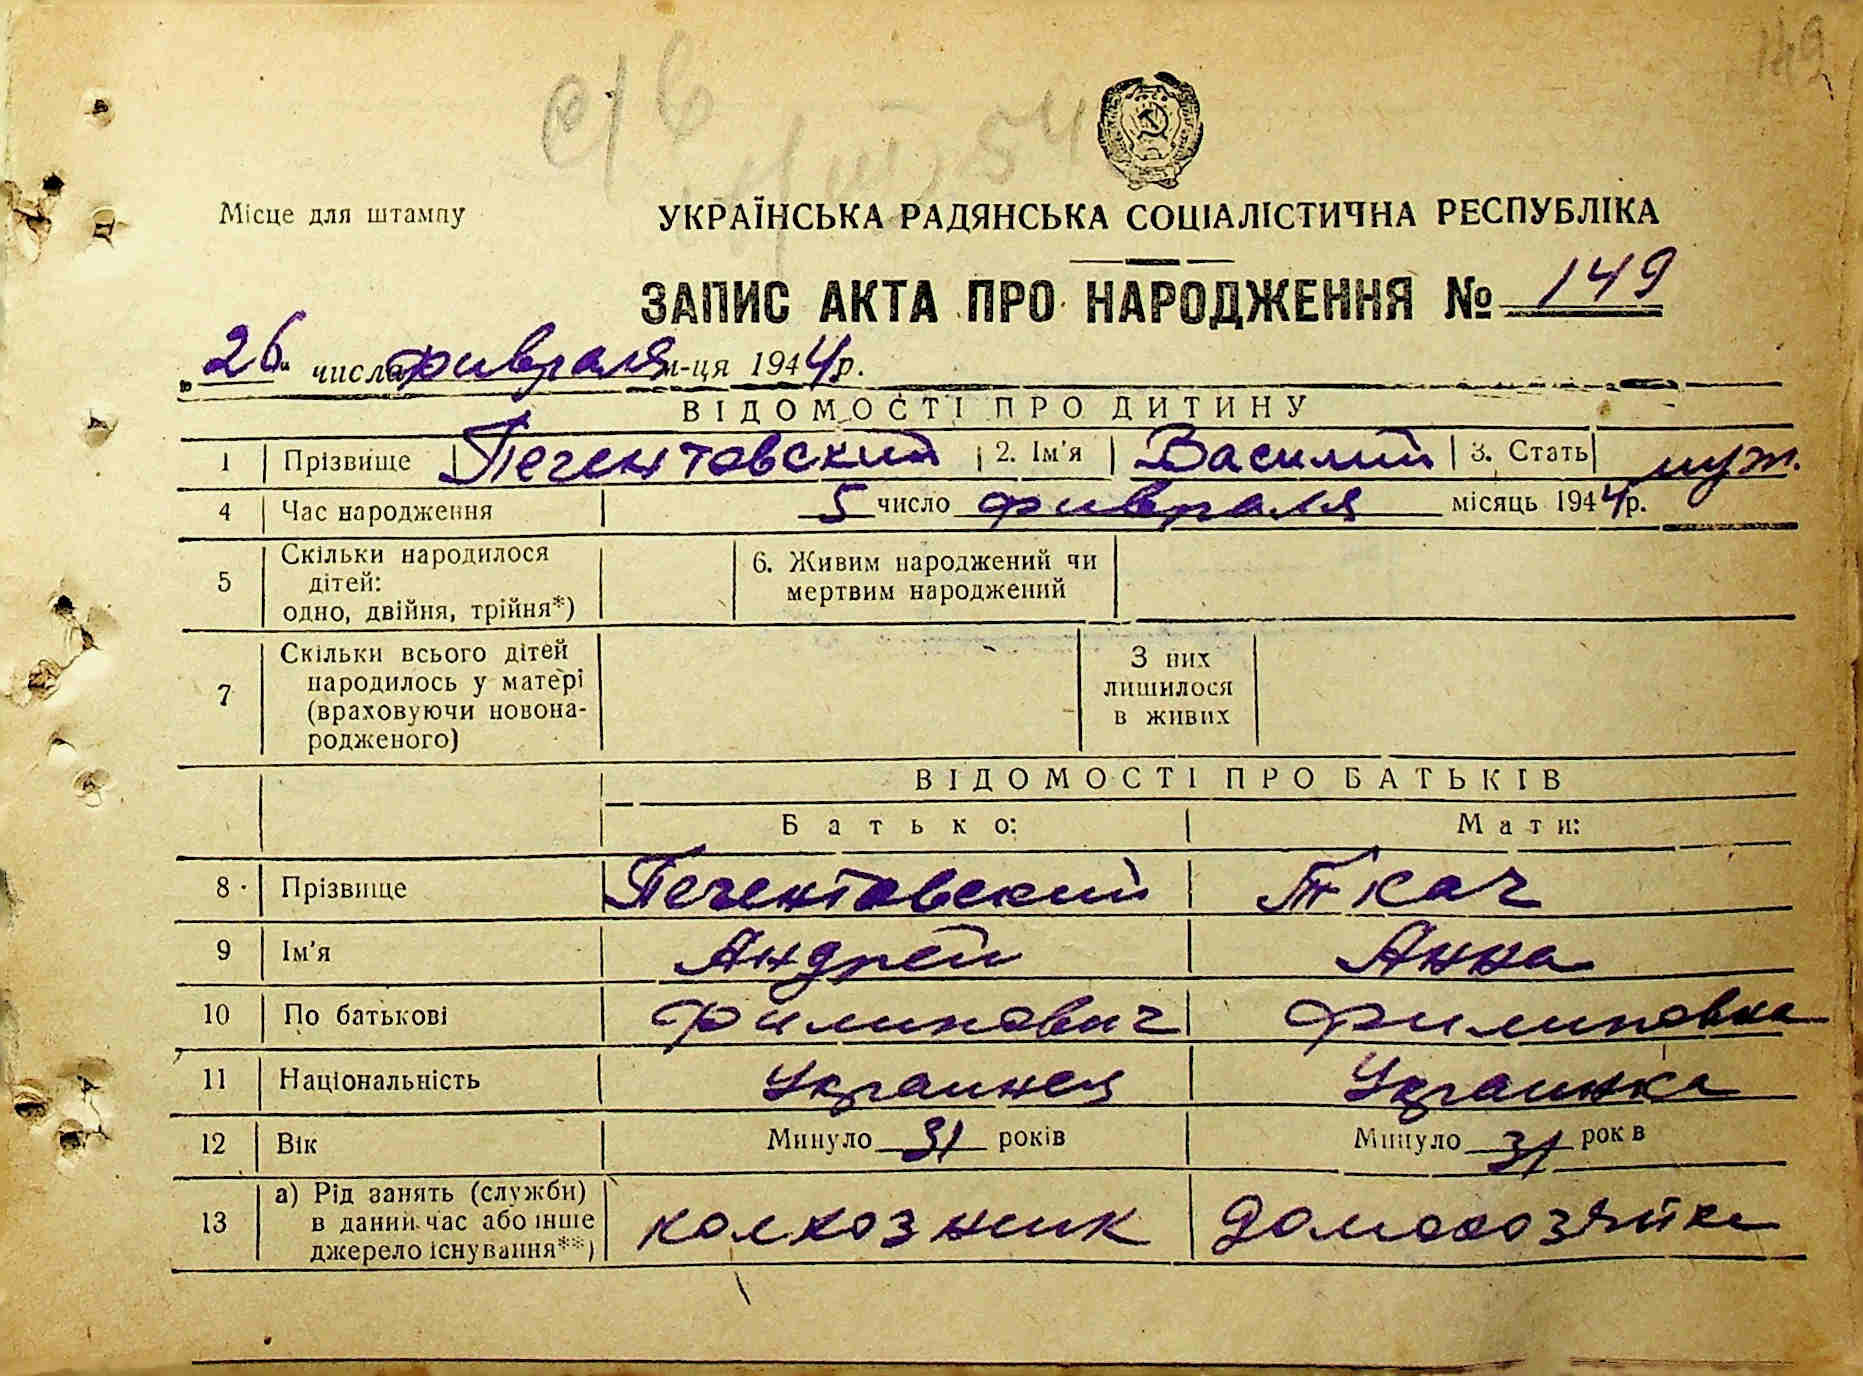 149
с/в
Місце для штампу
УКРАЇНСЬКА РАДЯНСЬКА СОЦІАЛІСТИЧНА РЕСПУБЛІКА
ЗАПИС АКТА ПРО НАРОДЖЕННЯ № 149
„26“ числа фивраля м-ця 1944 р.
ВІДОМОСТІ ПРО ДИТИНУ
1 Прізвище Печентовский 2. Ім'я Василий 3. Стать муж.
4 Час народження 5 число фивраля місяць 1944 р.
5 Скільки народилося дітей: одно, двійня, трійня*) 6. Живим народжений чи мертвим народжений
7 Скільки всього дітей народилось у матері (враховуючи новонародженого) З них лишилося в живих
ВІДОМОСТІ ПРО БАТЬКІВ
Батько: Мати:
8 Прізвище Печентовский Ткач
9 Ім'я Андрей Анна
10 По батькові Филипович Филиповна
11 Національність Украинец Украинка
12 Вік Минуло 31 років Минуло 31 рок в
13 а) Рід занять (служби) в даний час або інше джерело існування**) колхозник домохозяйка